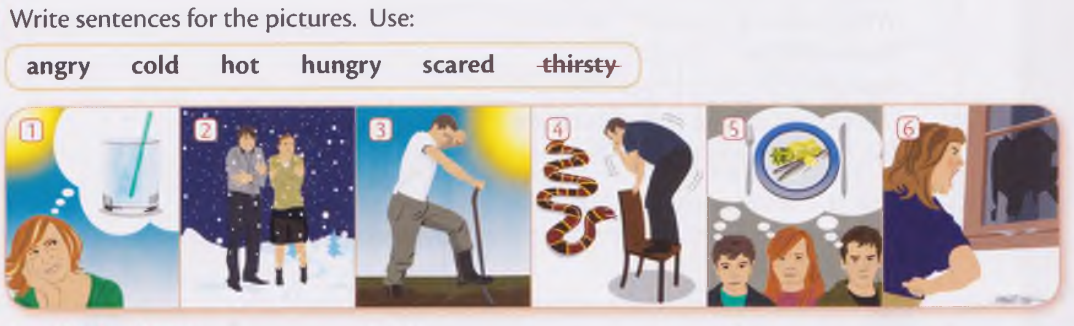 Write sentences for the pictures. Use:
angry cold hot hungry scared thirsty
1 2 3 4 5 6